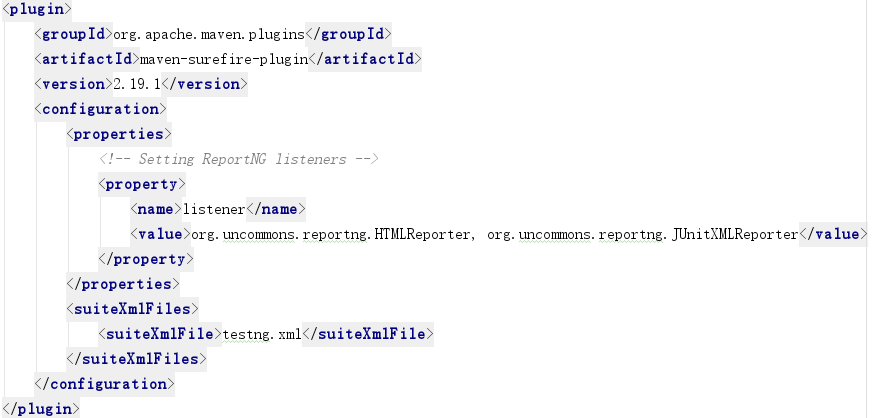 <plugin>
    <groupId>org.apache.maven.plugins</groupId>
    <artifactId>maven-surefire-plugin</artifactId>
    <version>2.19.1</version>
    <configuration>
        <properties>
            <!-- Setting ReportNG listeners -->
            <property>
                <name>listener</name>
                <value>org.uncommons.reportng.HTMLReporter, org.uncommons.reportng.JUnitXMLReporter</value>
            </property>
        </properties>
        <suiteXmlFiles>
            <suiteXmlFile>testng.xml</suiteXmlFile>
        </suiteXmlFiles>
    </configuration>
</plugin>